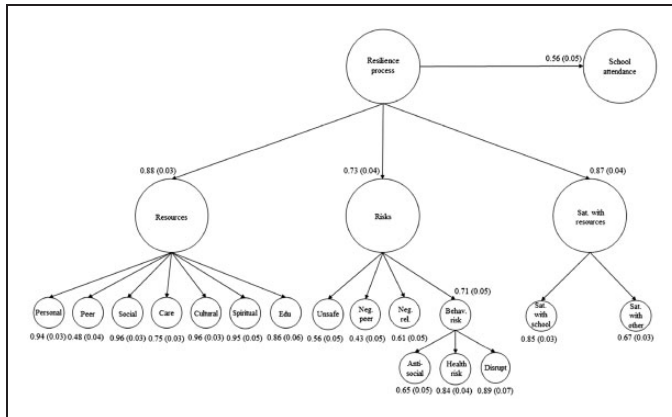 Resilience
process
0.56 (0.05)
School
attendance
0.88 (0.03)
0.73 (0.04)
0.87 (0.04)
Resources
Risks
Sat. with
resources
0.71 (0.05)
Personal
Peer
Social
Care
Cultural
Spiritual
Edu
Unsafe
Neg.
peer
Neg.
rel.
Behav.
risk
Sat.
with
school
Sat.
with
other
0.94 (0.03)
0.48 (0.04)
0.96 (0.03)
0.75 (0.03)
0.96 (0.03)
0.95 (0.05)
0.86 (0.06)
0.56 (0.05)
0.43 (0.05)
0.61 (0.05)
0.85 (0.03)
0.67 (0.03)
Anti-
social
Health
risk
Disrupt
0.65 (0.05)
0.84 (0.04)
0.89 (0.07)